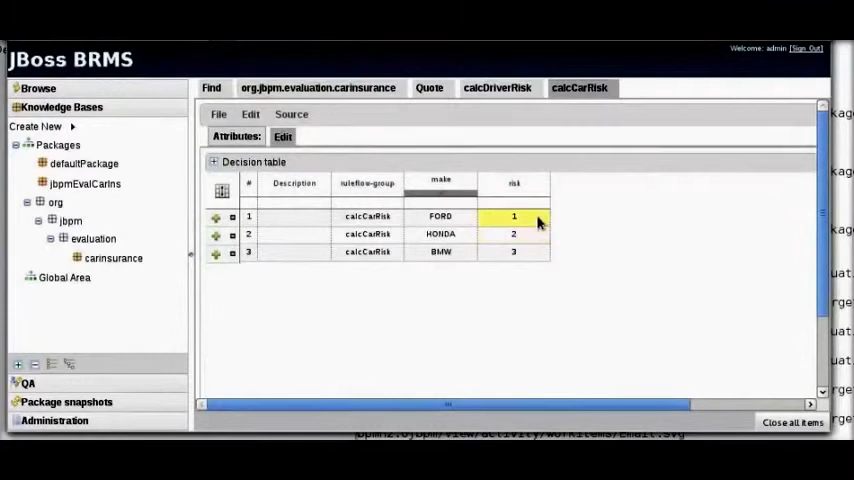 JBoss BRMS
Welcome: admin [Sign Out]
Browse
Knowledge Bases
Create New
Packages
defaultPackage
jbpmEvalCarIns
org
jbpm
evaluation
carinsurance
Global Area
QA
Package snapshots
Administration
Find org.jbpm.evaluation.carinsurance Quote calcDriverRisk calcCarRisk
File Edit Source
Attributes: Edit
Decision table
# Description ruleflow-group make risk
1 calcCarRisk FORD 1
2 calcCarRisk HONDA 2
3 calcCarRisk BMW 3
Close all items